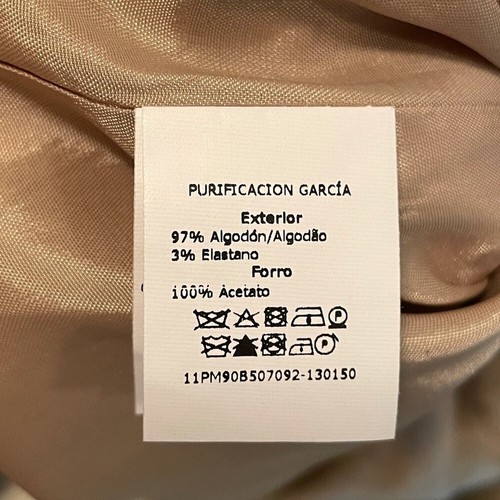 PURIFICACION GARCÍA
Exterior
97% Algodón/Algodão
3% Elastano
Forro
100% Acetato
P
11PM90B507092-130150